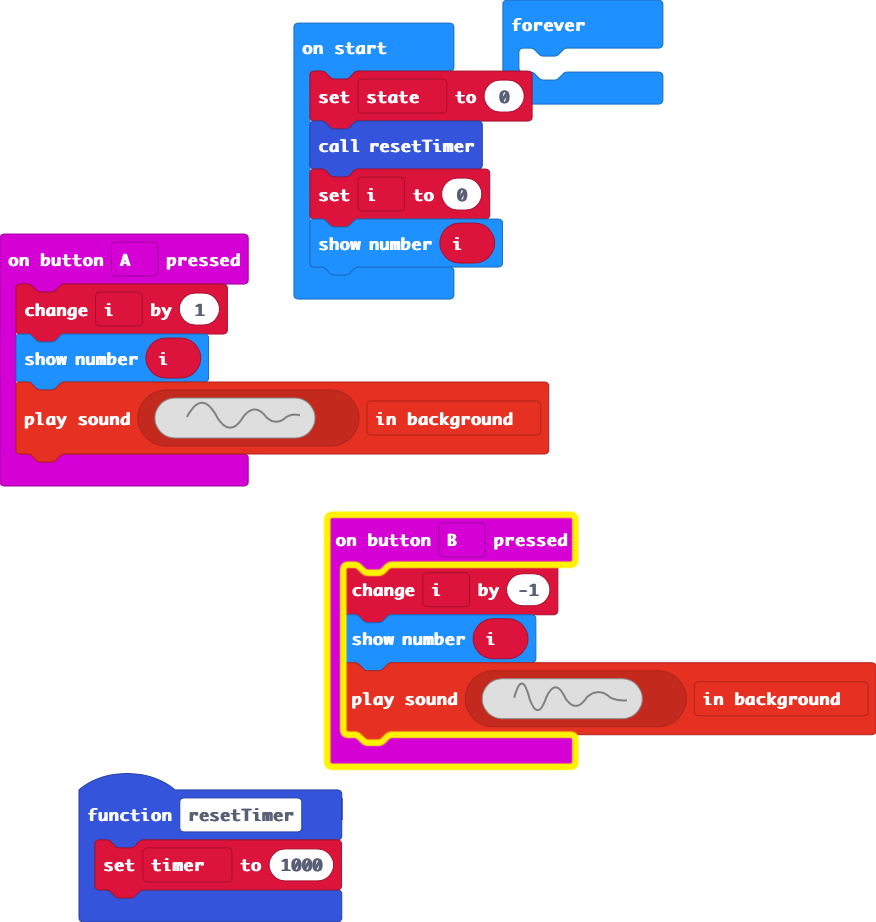 forever
on start
set state to 0
call resetTimer
set i to 0
show number i
on button A pressed
change i by 1
show number i
play sound in background
on button B pressed
change i by -1
show number i
play sound in background
function resetTimer
set timer to 1000